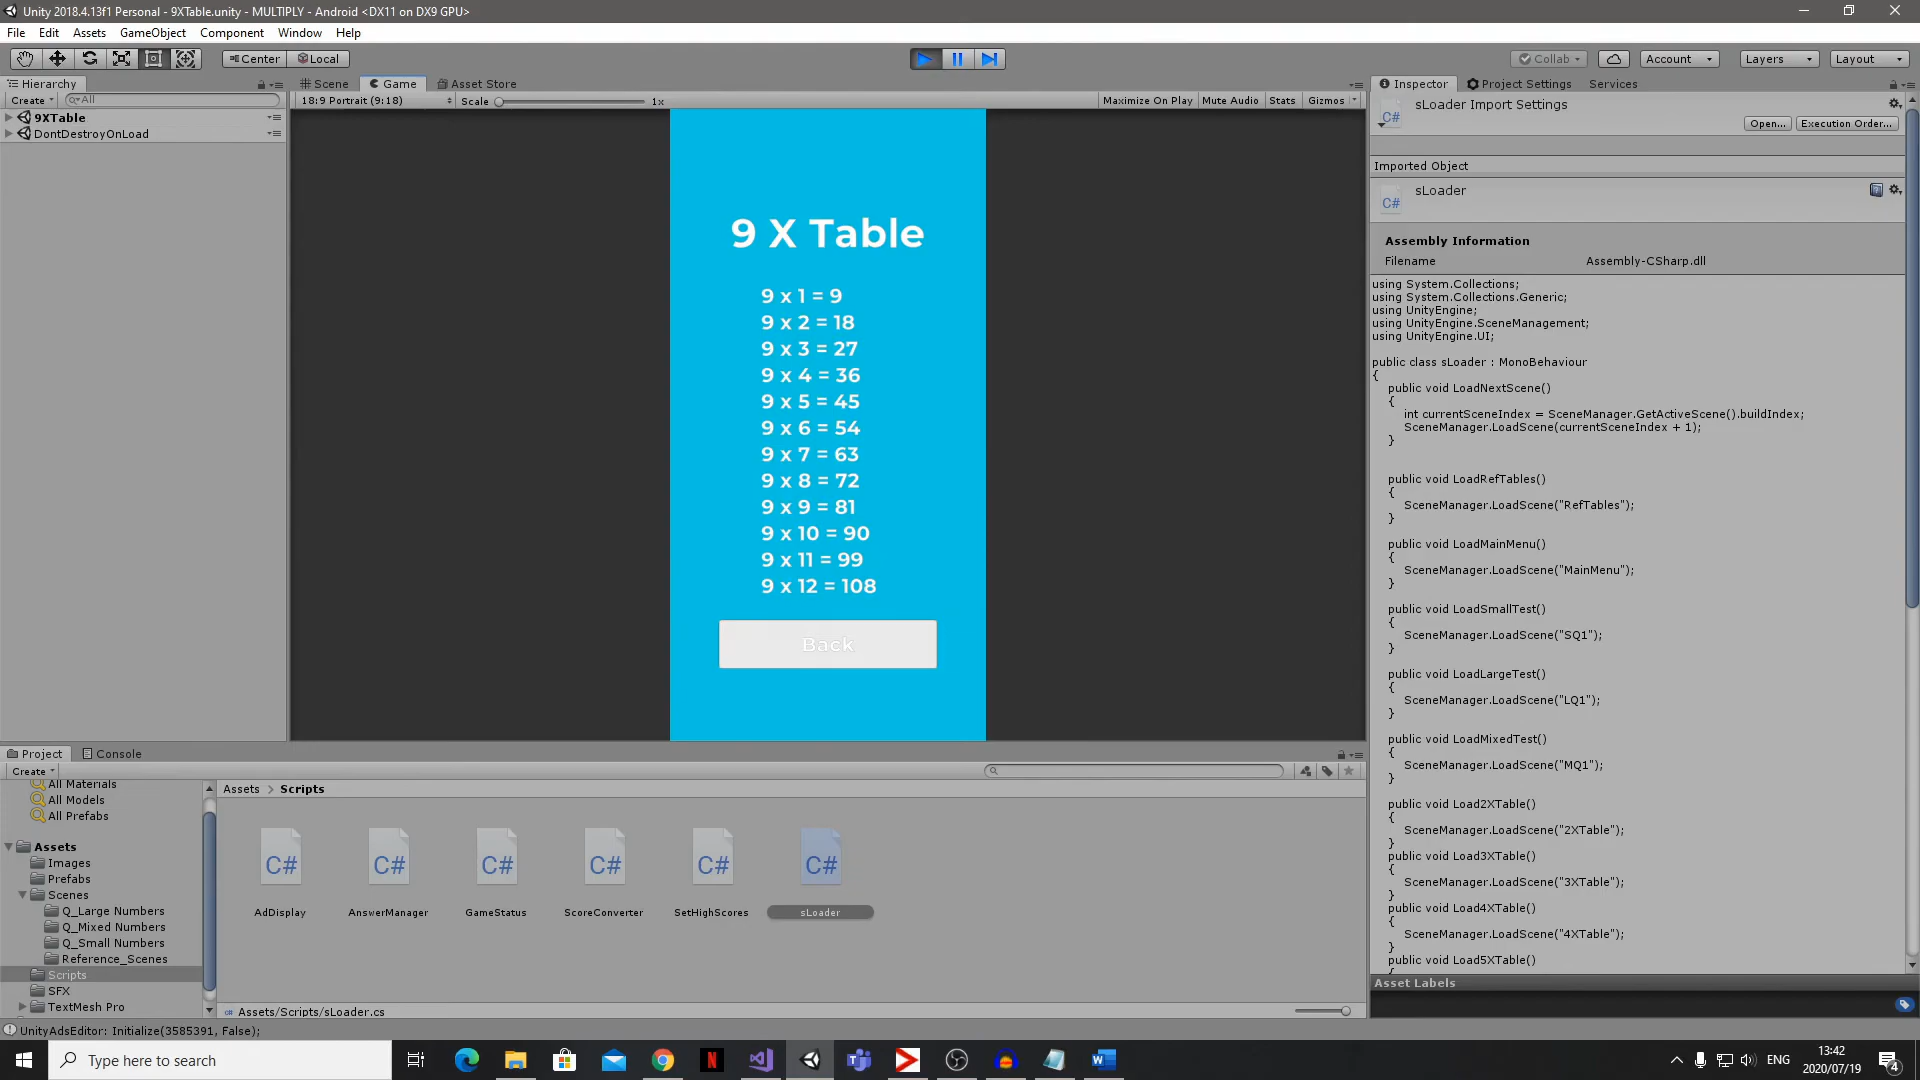 Unity 2018.4.13f1 Personal - 9XTable.unity - MULTIPLY - Android <DX11 on DX9 GPU>
File Edit Assets GameObject Component Window Help
Center Local Collab Account Layers Layout
Hierarchy Scene Game Asset Store Inspector Project Settings Services
Create All 18:9 Portrait (9:18) Scale 1x Maximize On Play Mute Audio Stats Gizmos
9XTable
DontDestroyOnLoad
9 X Table
9 x 1 = 9
9 x 2 = 18
9 x 3 = 27
9 x 4 = 36
9 x 5 = 45
9 x 6 = 54
9 x 7 = 63
9 x 8 = 72
9 x 9 = 81
9 x 10 = 90
9 x 11 = 99
9 x 12 = 108
Back
C# sLoader Import Settings
Open... Execution Order...
Imported Object
C# sLoader
Assembly Information
Filename Assembly-CSharp.dll
using System.Collections;
using System.Collections.Generic;
using UnityEngine;
using UnityEngine.SceneManagement;
using UnityEngine.UI;
public class sLoader : MonoBehaviour
{
public void LoadNextScene()
{
int currentSceneIndex = SceneManager.GetActiveScene().buildIndex;
SceneManager.LoadScene(currentSceneIndex + 1);
}
public void LoadRefTables()
{
SceneManager.LoadScene("RefTables");
}
public void LoadMainMenu()
{
SceneManager.LoadScene("MainMenu");
}
public void LoadSmallTest()
{
SceneManager.LoadScene("SQ1");
}
public void LoadLargeTest()
{
SceneManager.LoadScene("LQ1");
}
public void LoadMixedTest()
{
SceneManager.LoadScene("MQ1");
}
public void Load2XTable()
{
SceneManager.LoadScene("2XTable");
}
public void Load3XTable()
{
SceneManager.LoadScene("3XTable");
}
public void Load4XTable()
{
SceneManager.LoadScene("4XTable");
}
public void Load5XTable()
{
Asset Labels
Project Console
Create
All Materials
All Models
All Prefabs
Assets
Images
Prefabs
Scenes
Q_Large Numbers
Q_Mixed Numbers
Q_Small Numbers
Reference_Scenes
Scripts
SFX
TextMesh Pro
Assets > Scripts
C# C# C# C# C# C#
AdDisplay AnswerManager GameStatus ScoreConverter SetHighScores sLoader
Assets/Scripts/sLoader.cs
UnityAdsEditor: Initialize(3585391, False);
Type here to search
ENG
13:42
2020/07/19
4